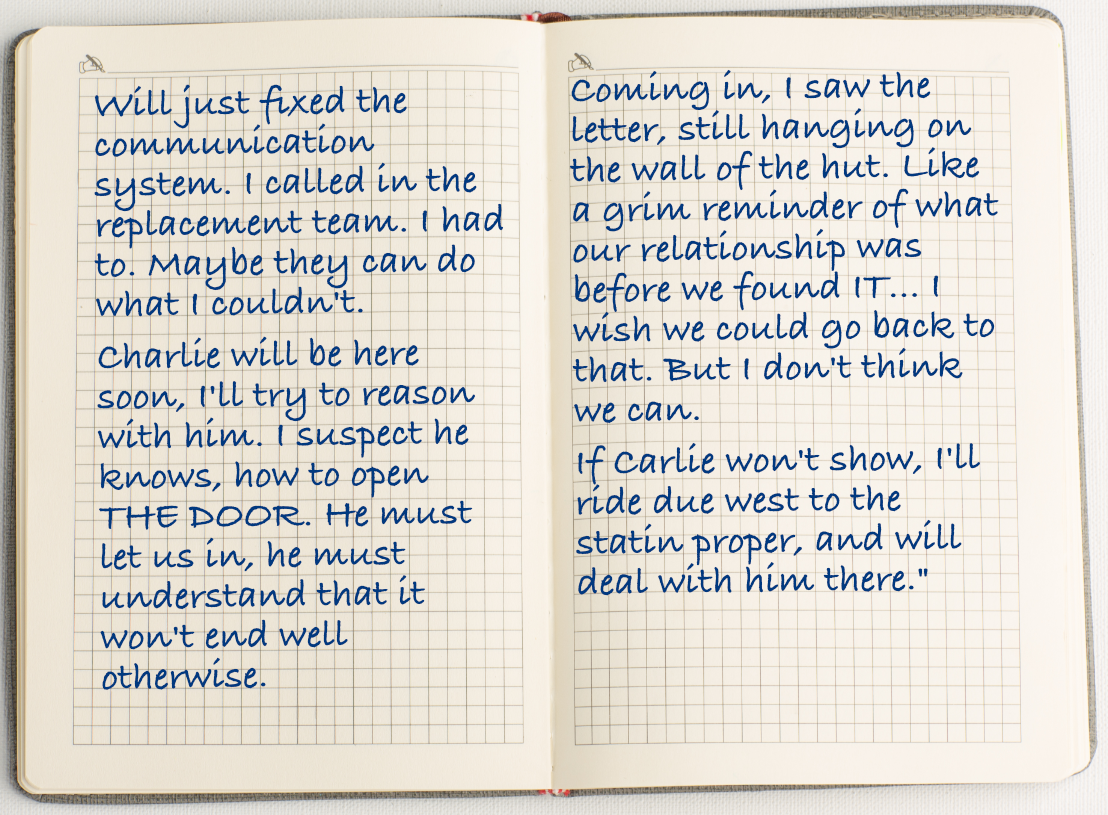 Will just fixed the
communication
system. I called in the
replacement team. I had
to. Maybe they can do
what I couldn't.
Charlie will be here
soon, I'll try to reason
with him. I suspect he
knows, how to open
THE DOOR. He must
let us in, he must
understand that it
won't end well
otherwise.
Coming in, I saw the
letter, still hanging on
the wall of the hut. Like
a grim reminder of what
our relationship was
before we found IT... I
wish we could go back to
that. But I don't think
we can.
If Carlie won't show, I'll
ride due west to the
statin proper, and will
deal with him there."